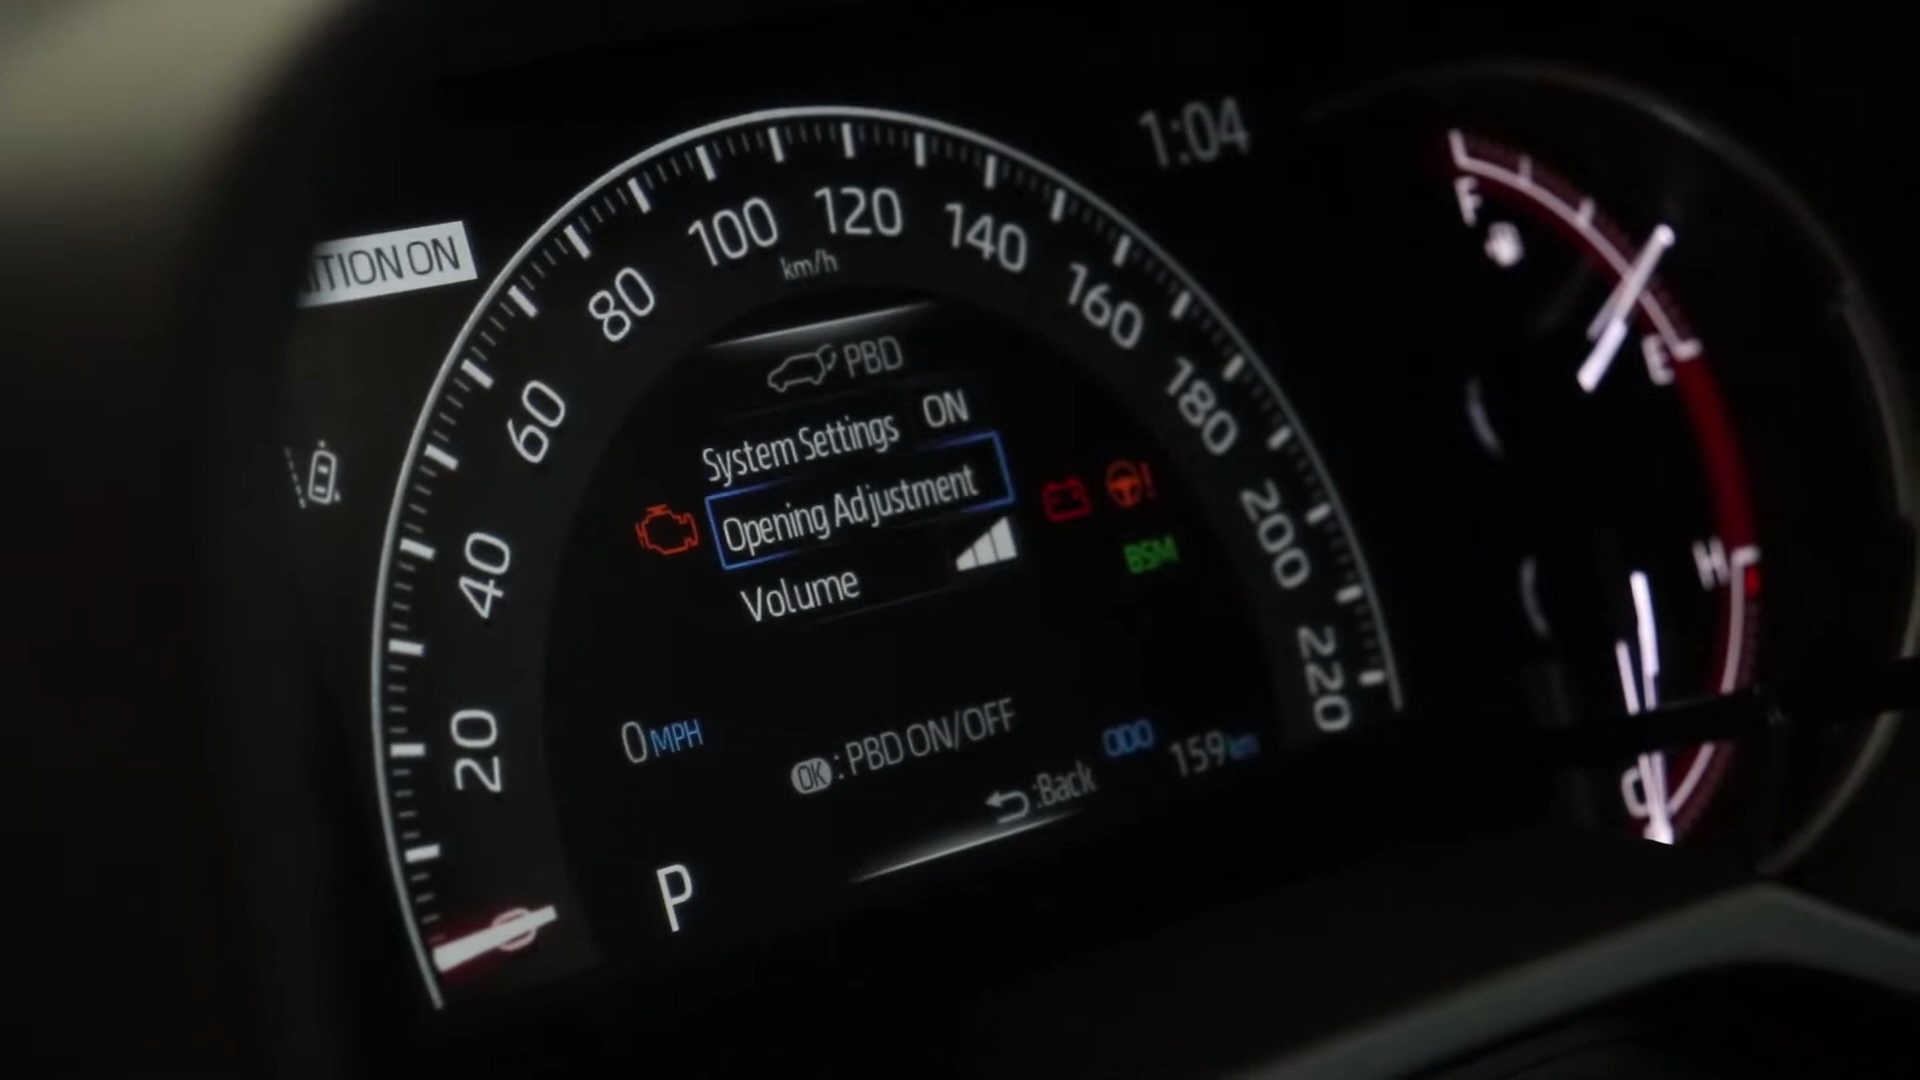 1:04
ITION ON
20
40
60
80
100
120
140
160
180
200
220
km/h
F
E
PBD
System Settings ON
Opening Adjustment
Volume
BSM
H
0 MPH
OK : PBD ON/OFF
ODO 159 km
:Back
P
C